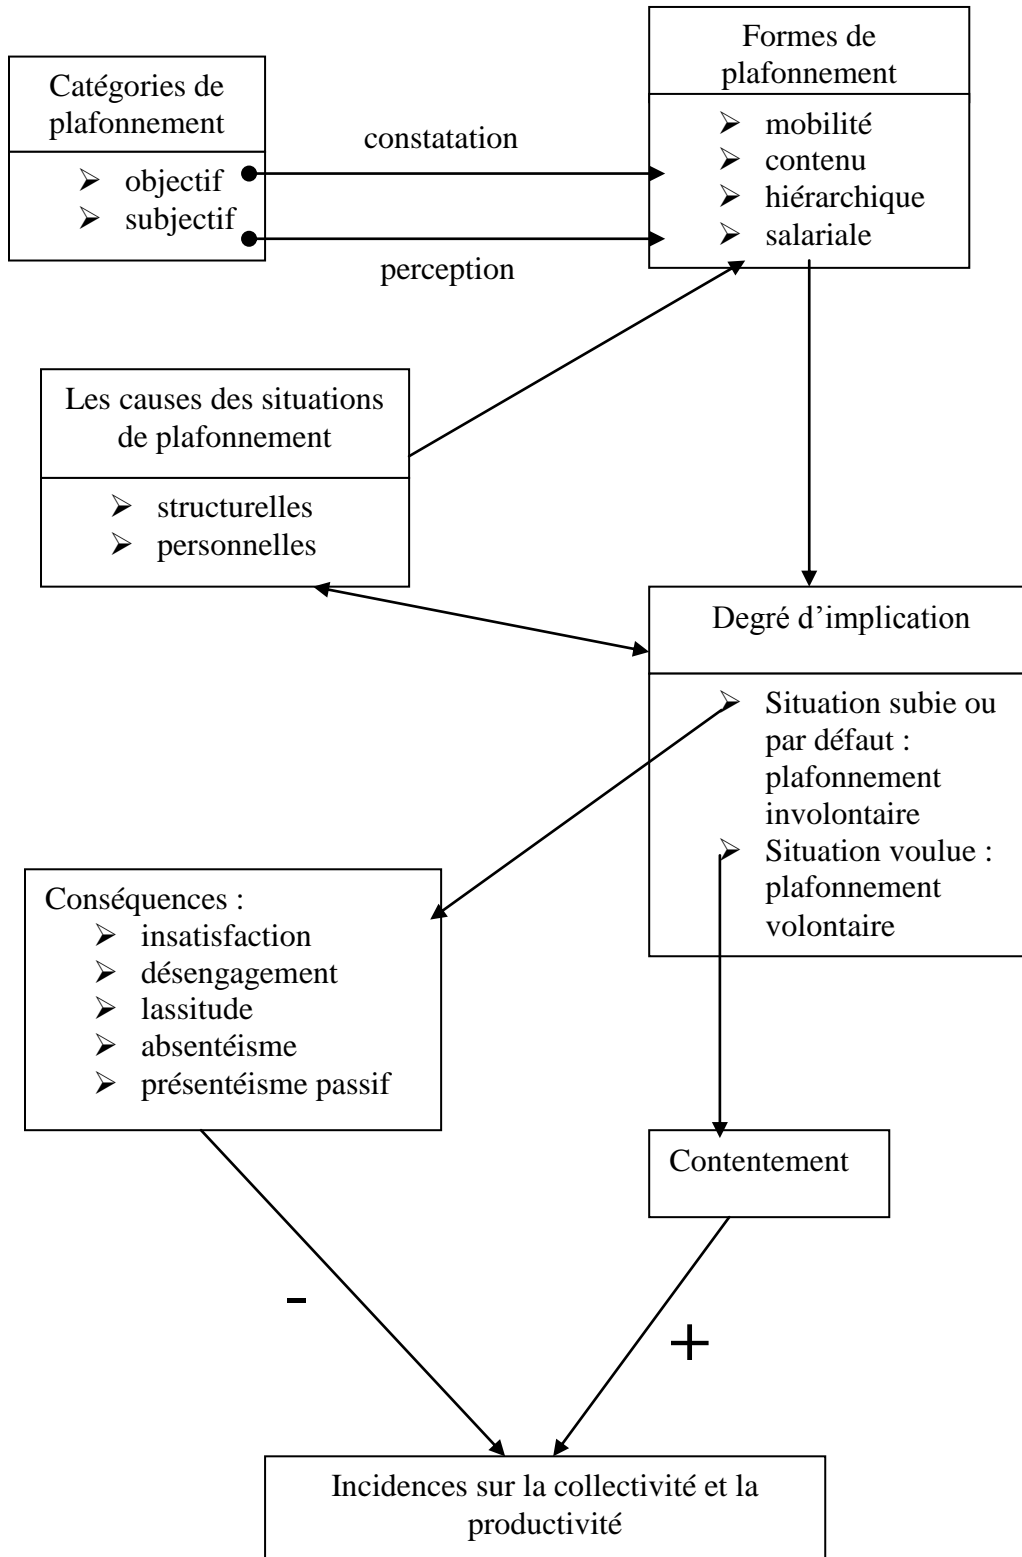 Catégories de
plafonnement
➢ objectif
➢ subjectif
constatation
perception
Formes de
plafonnement
➢ mobilité
➢ contenu
➢ hiérarchique
➢ salariale
Les causes des situations
de plafonnement
➢ structurelles
➢ personnelles
Degré d’implication
➢ Situation subie ou
par défaut :
plafonnement
involontaire
➢ Situation voulue :
plafonnement
volontaire
Conséquences :
➢ insatisfaction
➢ désengagement
➢ lassitude
➢ absentéisme
➢ présentéisme passif
Contentement
-
+
Incidences sur la collectivité et la
productivité